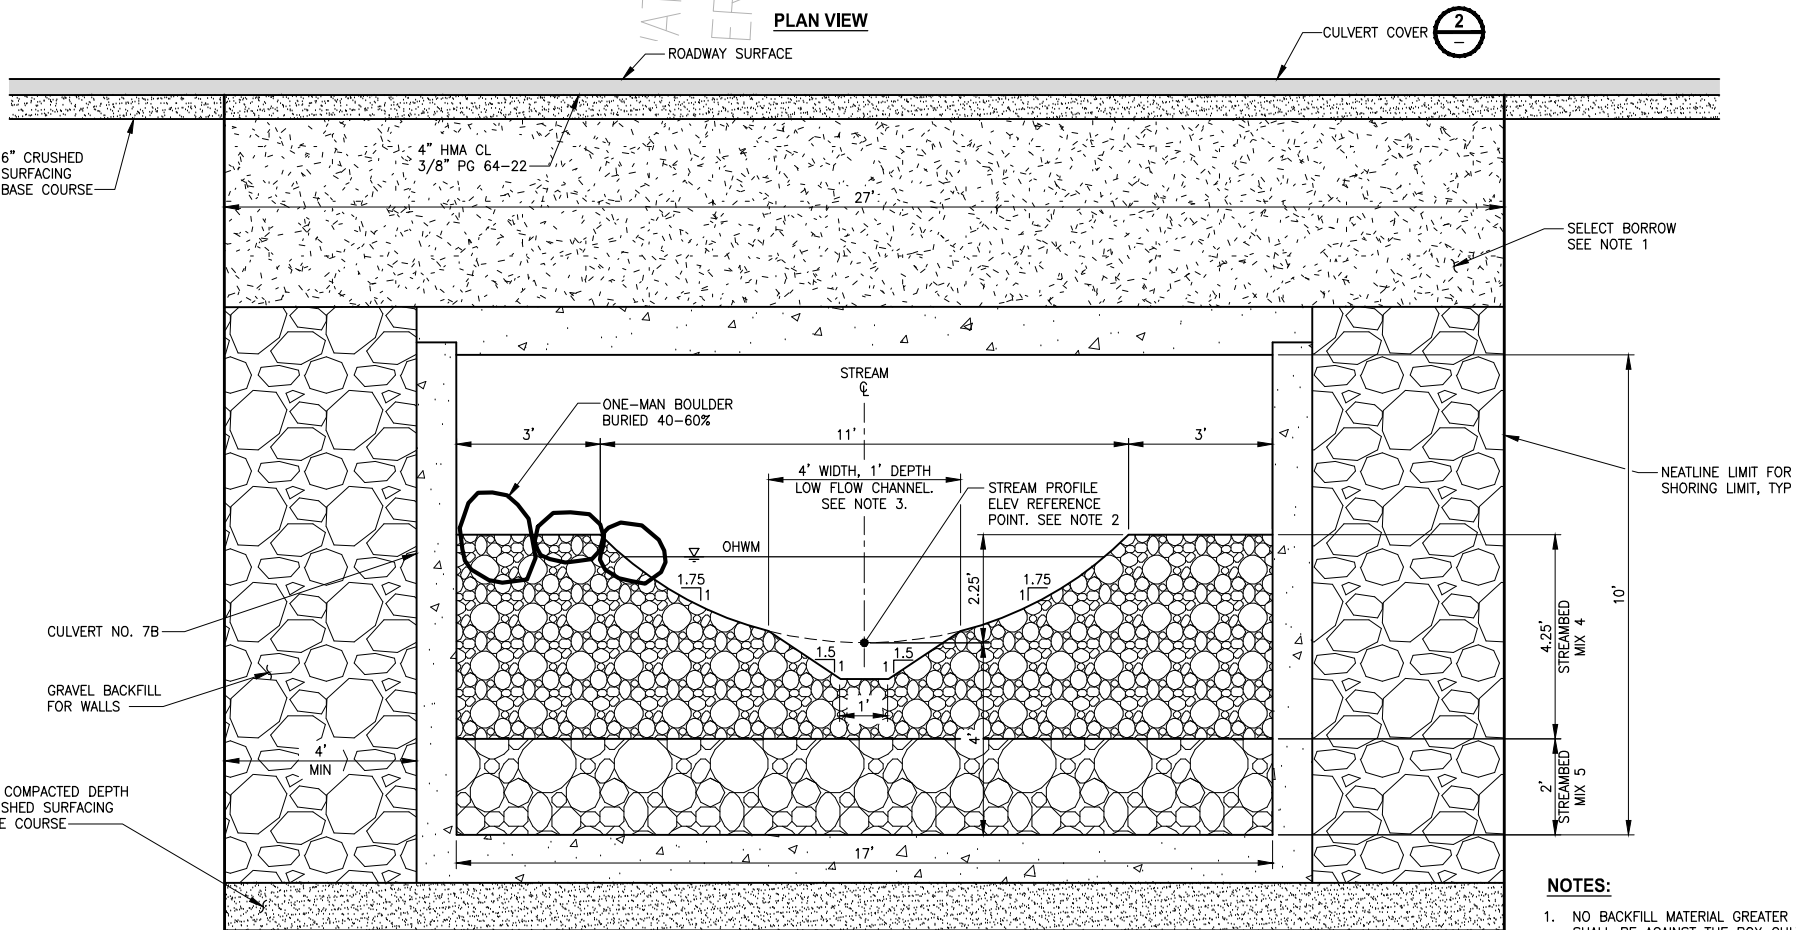 PLAN VIEW
CULVERT COVER
2
–
ROADWAY SURFACE
6" CRUSHED
SURFACING
BASE COURSE
4" HMA CL
3/8" PG 64-22
27'
SELECT BORROW
SEE NOTE 1
STREAM
℄
ONE-MAN BOULDER
BURIED 40-60%
3'
11'
3'
4' WIDTH, 1' DEPTH
LOW FLOW CHANNEL.
SEE NOTE 3.
STREAM PROFILE
ELEV REFERENCE
POINT. SEE NOTE 2
NEATLINE LIMIT FOR
SHORING LIMIT, TYP
OHWM
1.75
1
1.75
1
2.25'
10'
4.25'
STREAMBED
MIX 4
CULVERT NO. 7B
1.5
1
1.5
1
GRAVEL BACKFILL
FOR WALLS
1'
4'
4'
MIN
2'
STREAMBED
MIX 5
COMPACTED DEPTH
SHED SURFACING
COURSE
17'
NOTES:
1. NO BACKFILL MATERIAL GREATER